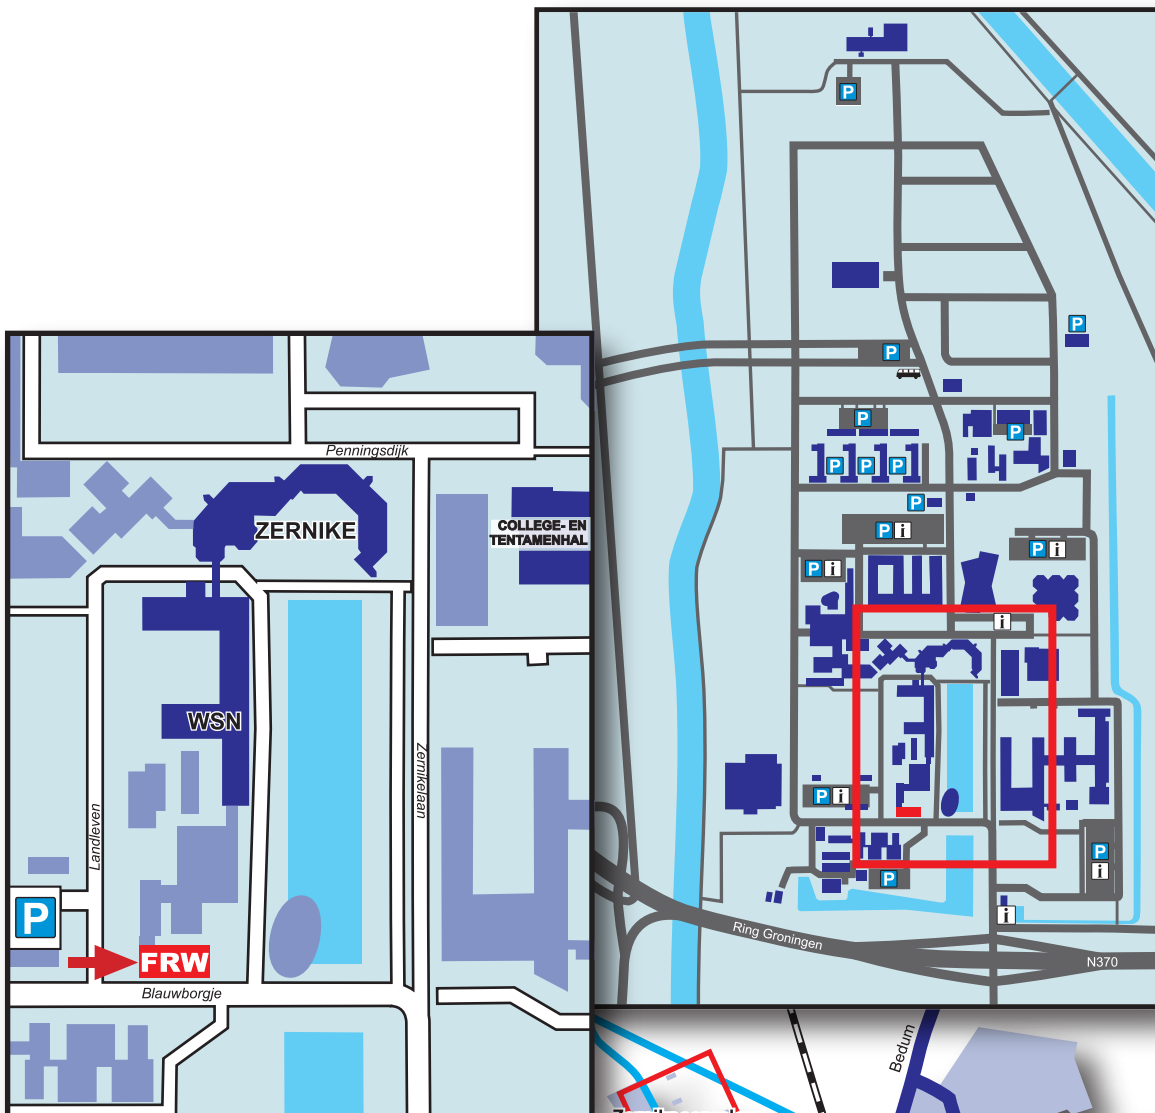 P
P
P
P
P
P
P
P
P
P i
P i
P i
i
Penningsdijk
ZERNIKE
COLLEGE- EN
TENTAMENHAL
WSN
Zernikelaan
Landleven
P i
P
FRW
Blauwborgje
P
P
i
i
Ring Groningen
N370
Bedum